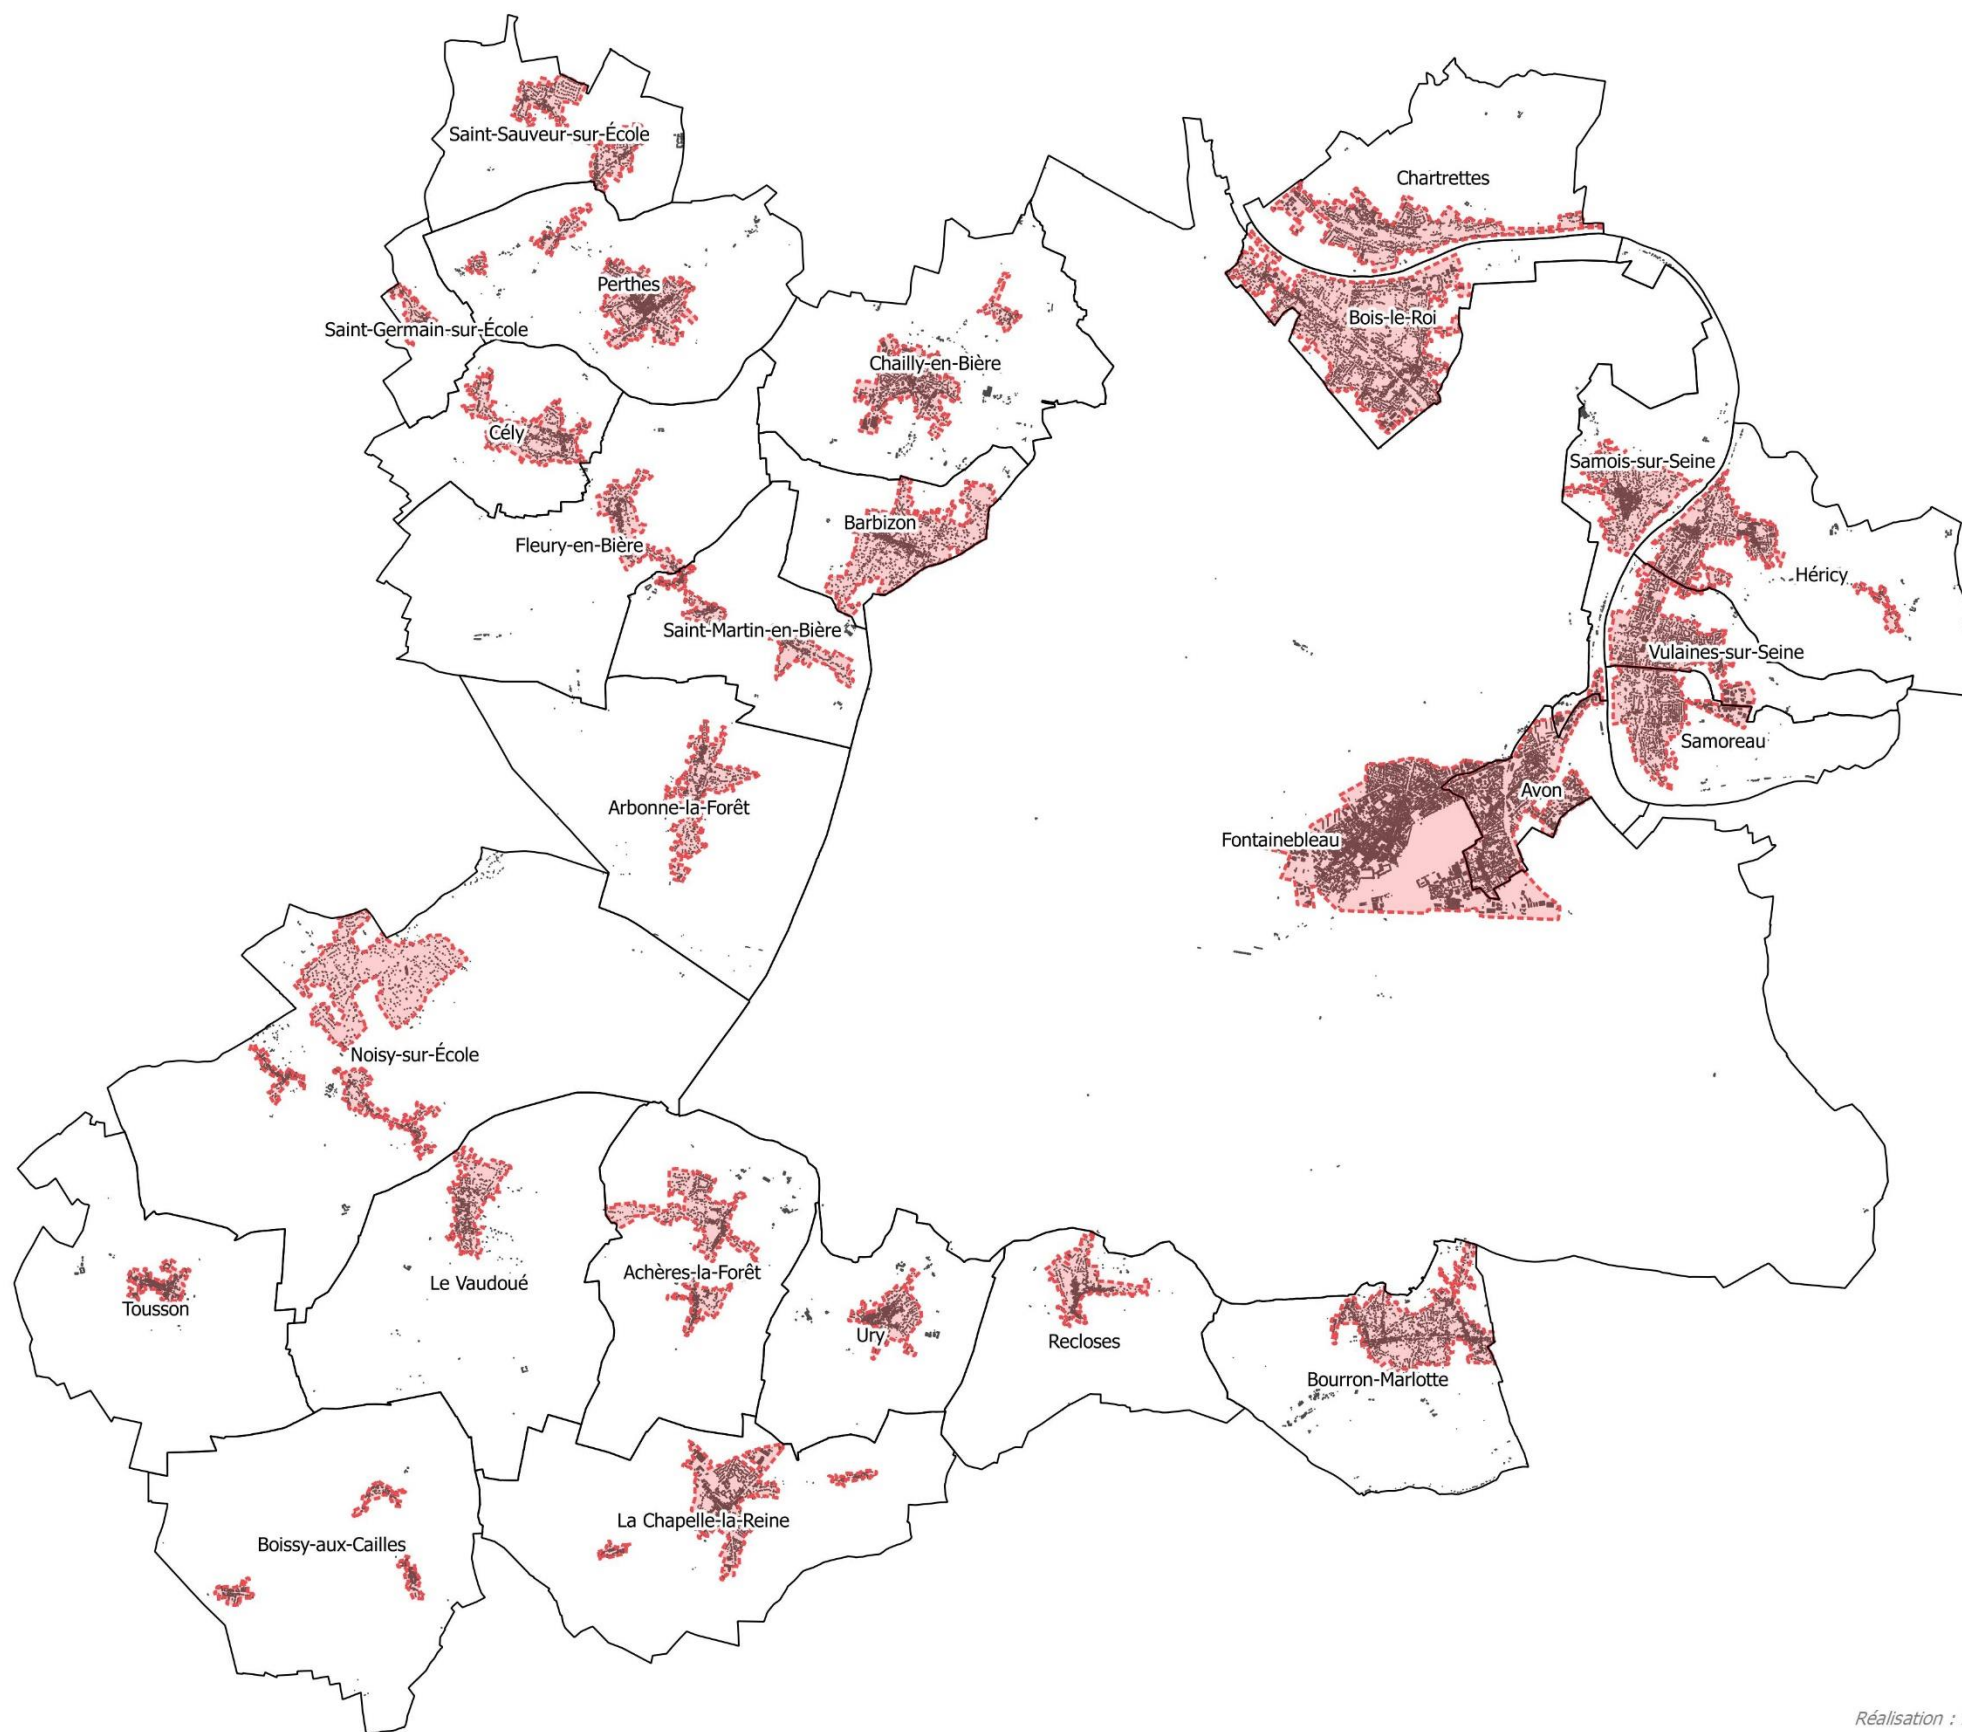 Saint-Sauveur-sur-École
Chartrettes
Perthes
Saint-Germain-sur-École
Bois-le-Roi
Chailly-en-Bière
Cély
Samois-sur-Seine
Barbizon
Fleury-en-Bière
Héricy
Saint-Martin-en-Bière
Vulaines-sur-Seine
Samoreau
Avon
Arbonne-la-Forêt
Fontainebleau
Noisy-sur-École
Achères-la-Forêt
Le Vaudoué
Tousson
Ury
Recloses
Bourron-Marlotte
La Chapelle-la-Reine
Boissy-aux-Cailles
Réalisation :